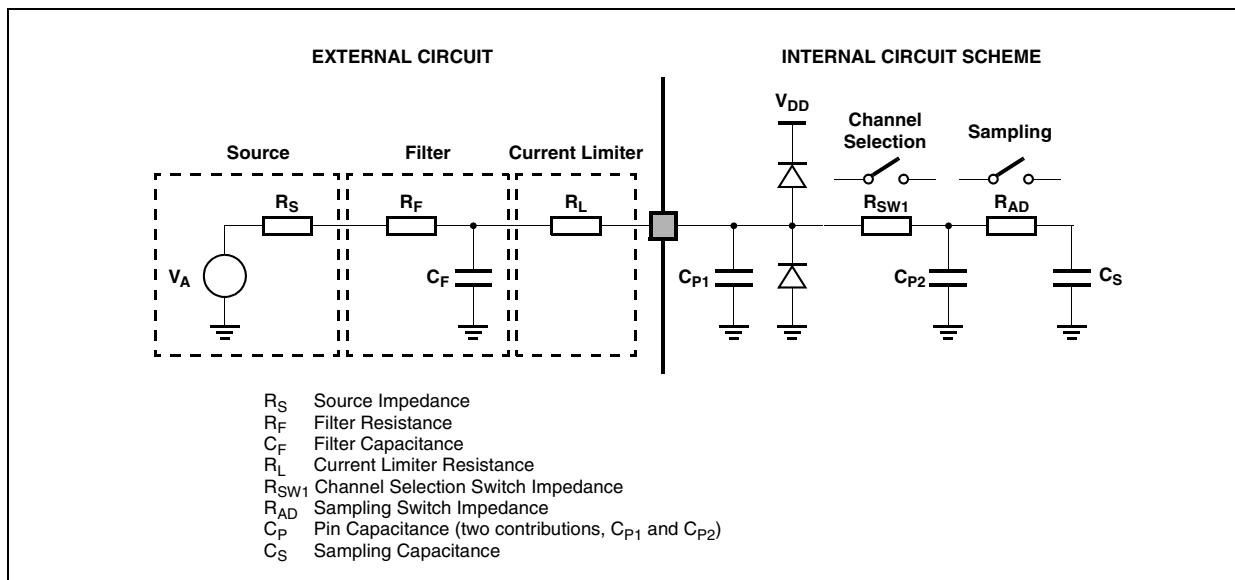 EXTERNAL CIRCUIT
INTERNAL CIRCUIT SCHEME
VDD
Channel
Selection
Sampling
Source
Filter
Current Limiter
RS
RF
RL
RSW1
RAD
VA
CF
CP1
CP2
CS
RS Source Impedance
RF Filter Resistance
CF Filter Capacitance
RL Current Limiter Resistance
RSW1 Channel Selection Switch Impedance
RAD Sampling Switch Impedance
CP Pin Capacitance (two contributions, CP1 and CP2)
CS Sampling Capacitance